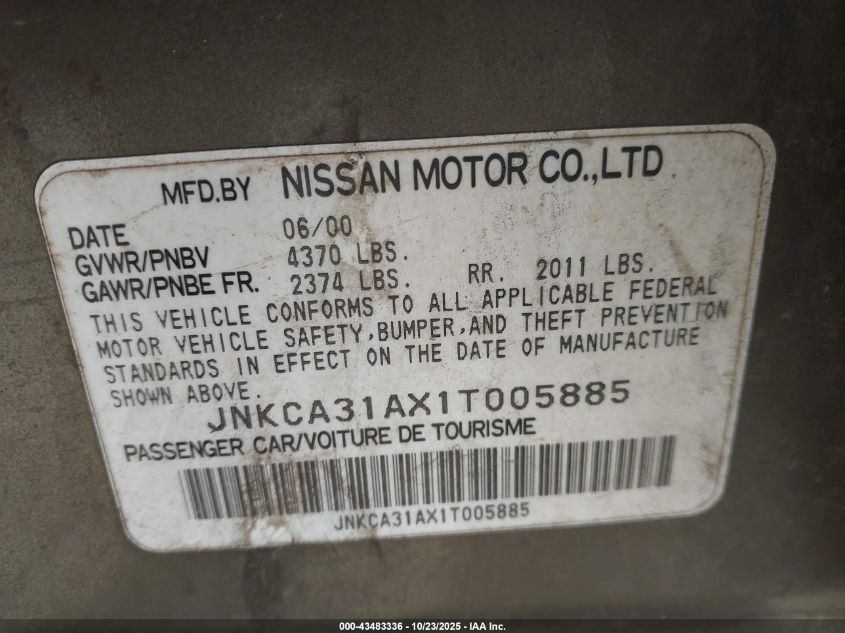 MFD.BY NISSAN MOTOR CO.,LTD
DATE 06/00
GVWR/PNBV 4370 LBS.
GAWR/PNBE FR. 2374 LBS. RR. 2011 LBS.
THIS VEHICLE CONFORMS TO ALL APPLICABLE FEDERAL
MOTOR VEHICLE SAFETY,BUMPER,AND THEFT PREVENTION
STANDARDS IN EFFECT ON THE DATE OF MANUFACTURE
SHOWN ABOVE.
JNKCA31AX1T005885
PASSENGER CAR/VOITURE DE TOURISME
JNKCA31AX1T005885
000-43483336 - 10/23/2025 - IAA Inc.